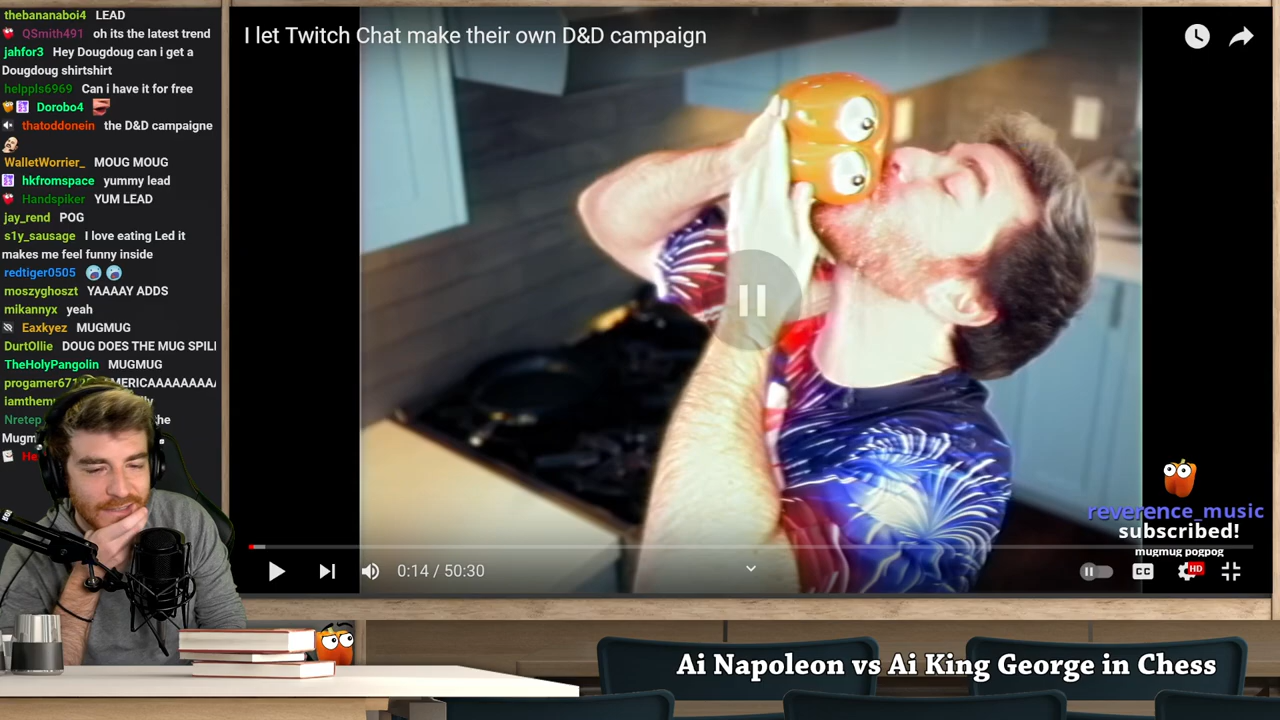 thebananaboi4 LEAD
QSmith491 oh its the latest trend
jahfor3 Hey Dougdoug can i get a
Dougdoug shirtshirt
helppls6969 Can i have it for free
Dorobo4
thatoddonein the D&D campaigne
WalletWorrier_ MOUG MOUG
hkfromspace yummy lead
Handspiker YUM LEAD
jay_rend POG
s1y_sausage I love eating Led it
makes me feel funny inside
redtiger0505
moszyghoszt YAAAAY ADDS
mikannyx yeah
Eaxkyez MUGMUG
DurtOllie DOUG DOES THE MUG SPILL
TheHolyPangolin MUGMUG
I let Twitch Chat make their own D&D campaign
reverence_music
subscribed!
mugmug pogpog
0:14 / 50:30
CC
HD
Ai Napoleon vs Ai King George in Chess